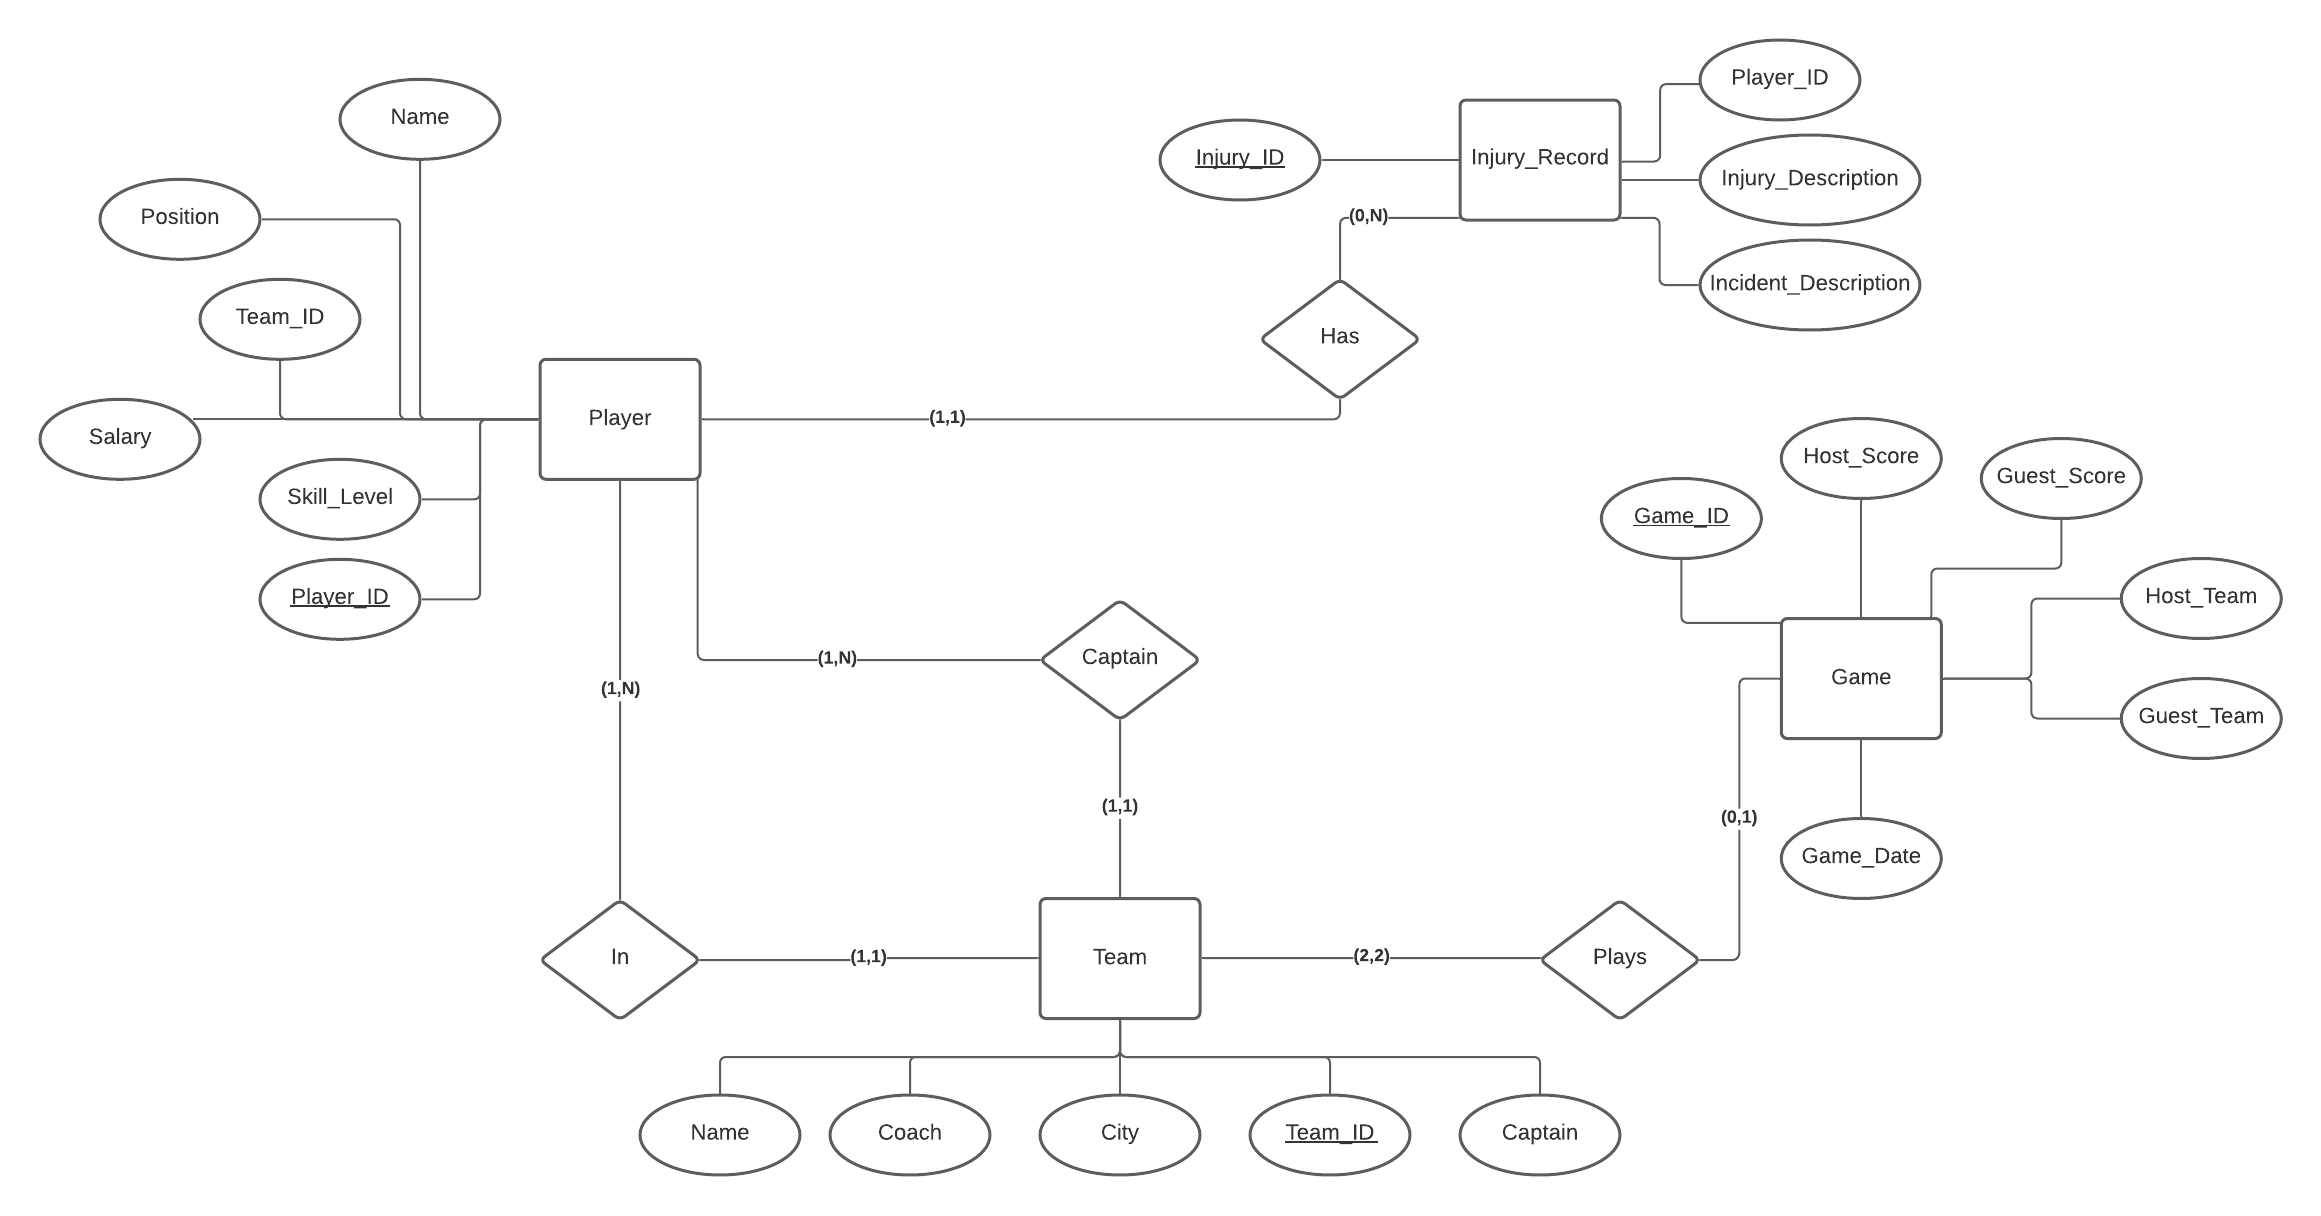 Player_ID
Name
Injury_ID
Injury_Record
Injury_Description
Position
(0,N)
Incident_Description
Team_ID
Has
Player
(1,1)
Salary
Host_Score
Guest_Score
Skill_Level
Game_ID
Player_ID
Host_Team
(1,N)
Captain
Game
(1,N)
Guest_Team
(1,1)
(0,1)
Game_Date
In
(1,1)
Team
(2,2)
Plays
Name
Coach
City
Team_ID
Captain